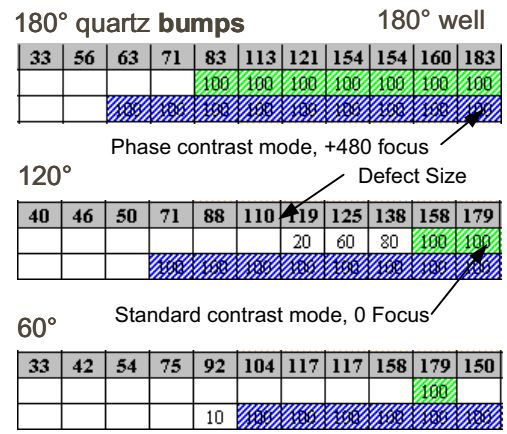 180° quartz bumps 180° well
33 56 63 71 83 113 121 154 154 160 183
100 100 100 100 100 100 100
100 100 100 100 100 100 100 100 100
Phase contrast mode, +480 focus
120° Defect Size
40 46 50 71 88 110 119 125 138 158 179
20 60 80 100 100
100 100 100 100 100 100 100 100
Standard contrast mode, 0 Focus
60°
33 42 54 75 92 104 117 117 158 179 150
100
10 100 100 100 100 100 100